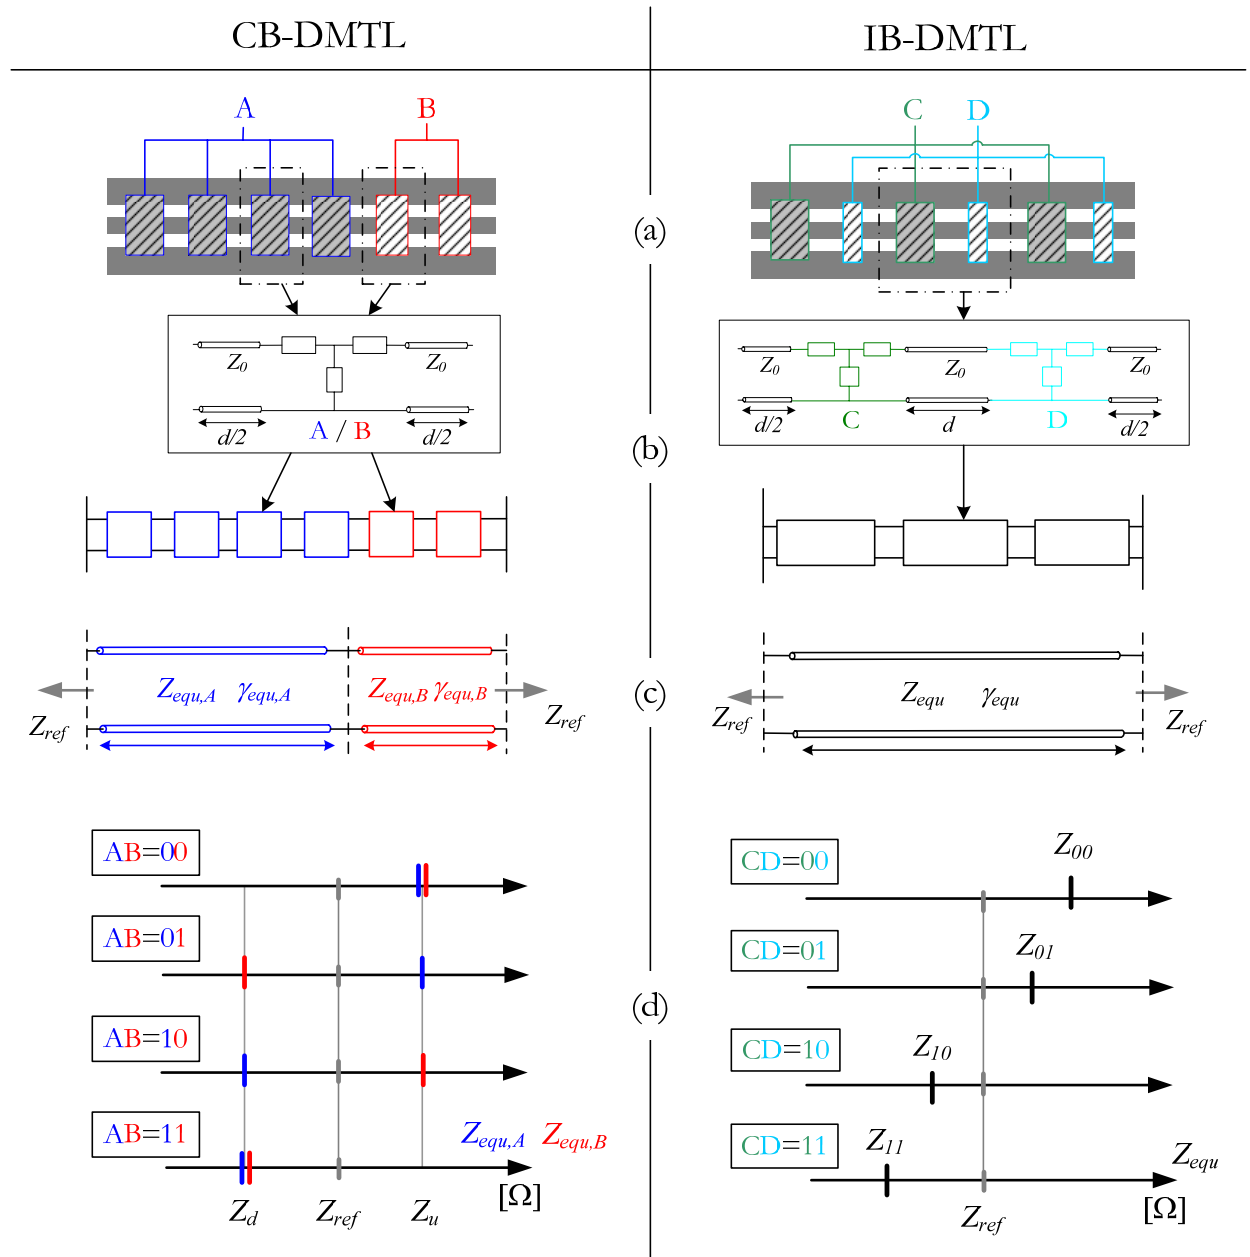 CB-DMTL
IB-DMTL
A
B
C
D
(a)
Z0
Z0
d/2
A / B
d/2
Z0
Z0
Z0
d/2
C
d
D
d/2
(b)
Zequ,A γequ,A
Zequ,B γequ,B
Zref
Zref
(c)
Zequ γequ
Zref
Zref
AB=00
AB=01
AB=10
AB=11
Zequ,A Zequ,B
[Ω]
Zd
Zref
Zu
(d)
CD=00
Z00
CD=01
Z01
CD=10
Z10
CD=11
Z11
Zequ
[Ω]
Zref